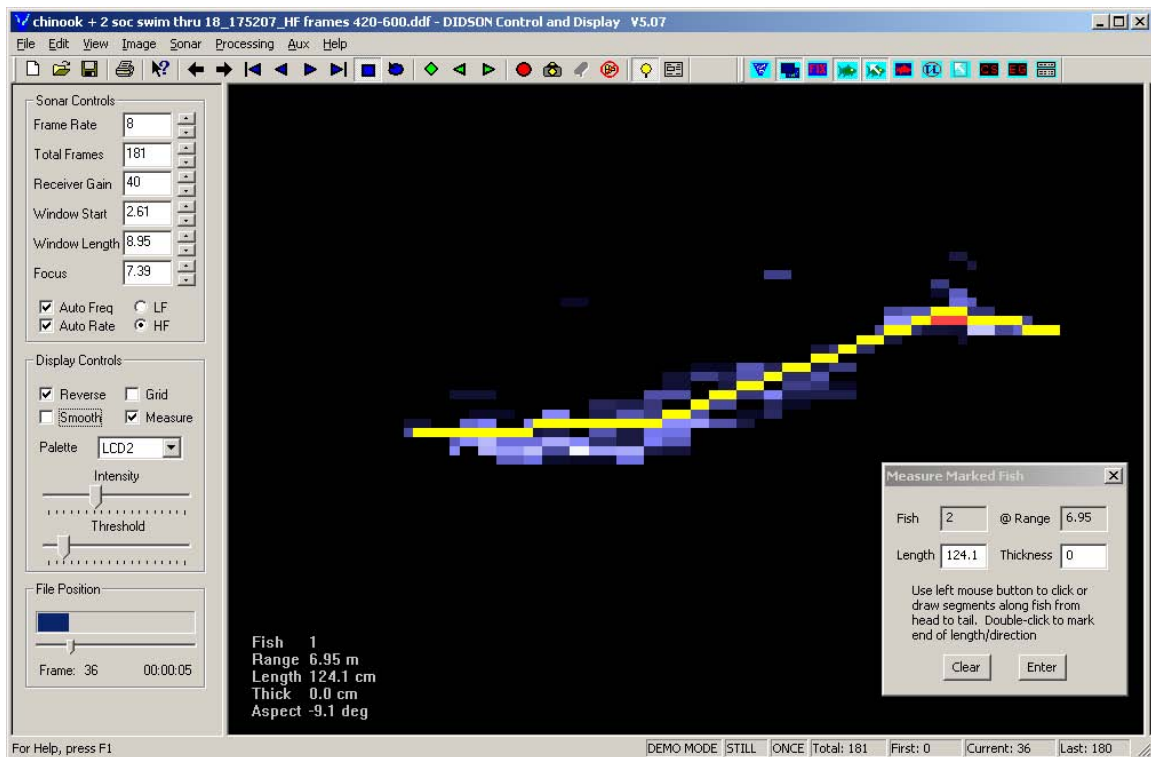 chinook + 2 soc swim thru 18_175207_HF frames 420-600.ddf - DIDSON Control and Display V5.07
File Edit View Image Sonar Processing Aux Help
Sonar Controls
Frame Rate 8
Total Frames 181
Receiver Gain 40
Window Start 2.61
Window Length 8.95
Focus 7.39
Auto Freq LF
Auto Rate HF
Display Controls
Reverse Grid
Smooth Measure
Palette LCD2
Intensity
Threshold
File Position
Frame: 36 00:00:05
Fish 1
Range 6.95 m
Length 124.1 cm
Thick 0.0 cm
Aspect -9.1 deg
Measure Marked Fish
Fish 2 @ Range 6.95
Length 124.1 Thickness 0
Use left mouse button to click or
draw segments along fish from
head to tail. Double-click to mark
end of length/direction
Clear Enter
For Help, press F1
DEMO MODE STILL ONCE Total: 181 First: 0 Current: 36 Last: 180